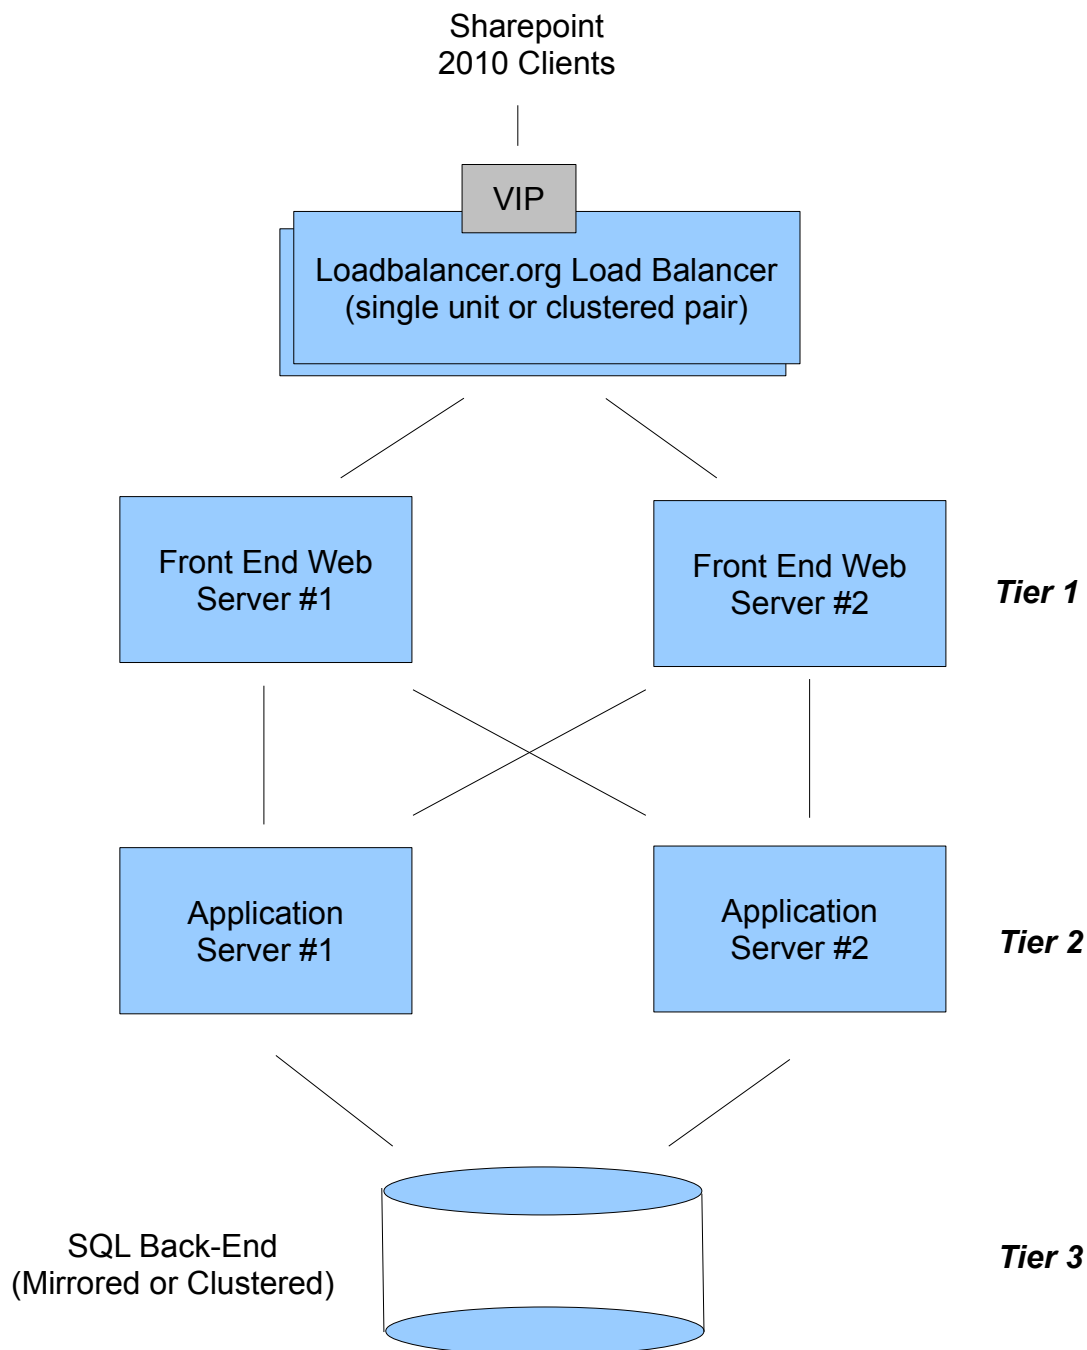 Sharepoint
2010 Clients
VIP
Loadbalancer.org Load Balancer
(single unit or clustered pair)
Front End Web
Server #1
Front End Web
Server #2
Tier 1
Application
Server #1
Application
Server #2
Tier 2
SQL Back-End
(Mirrored or Clustered)
Tier 3